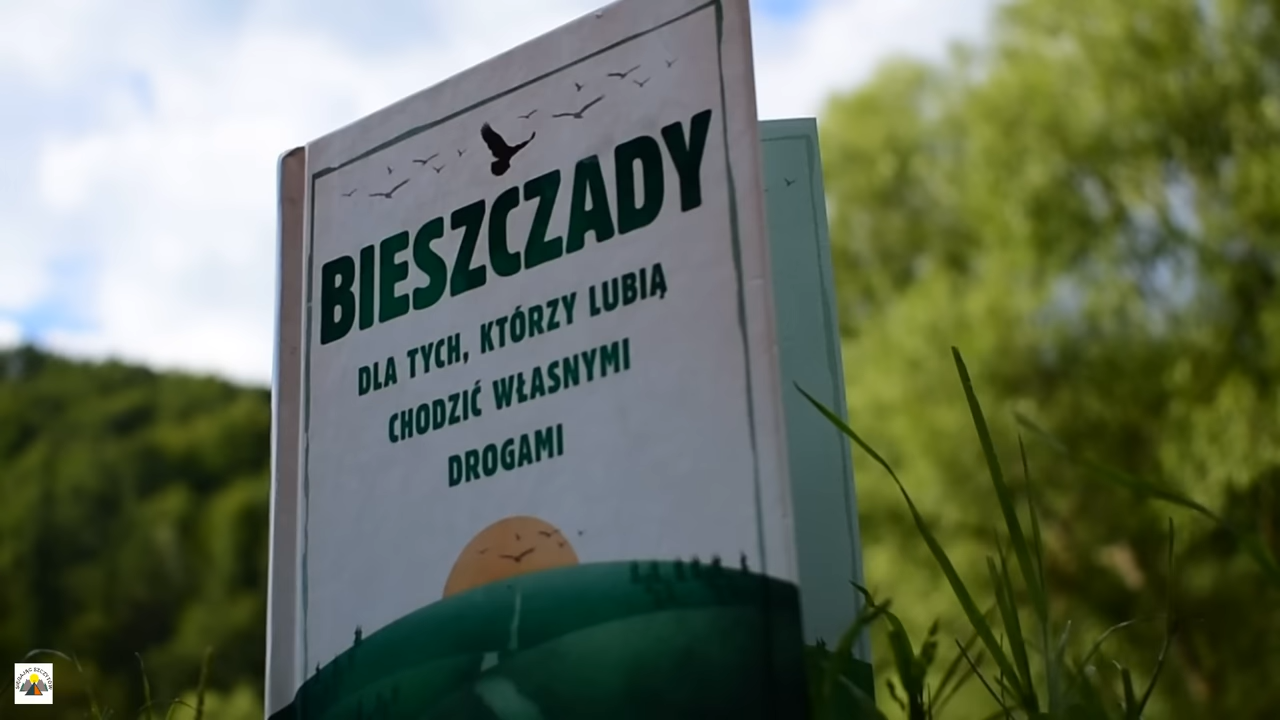 BIESZCZADY
DLA TYCH, KTÓRZY LUBIĄ
CHODZIĆ WŁASNYMI
DROGAMI